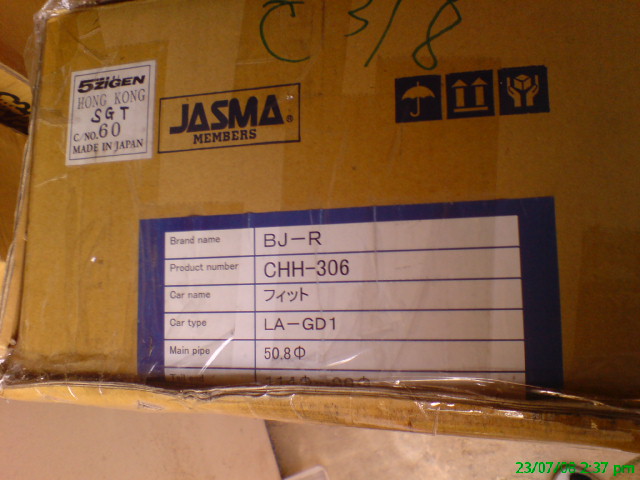 C 3/8
5ZIGEN
HONG KONG
SGT
C/NO.60
MADE IN JAPAN
JASMA®
MEMBERS
Brand name BJ-R
Product number CHH-306
Car name フィット
Car type LA-GD1
Main pipe 50.8Φ
23/07/08 2:37 pm